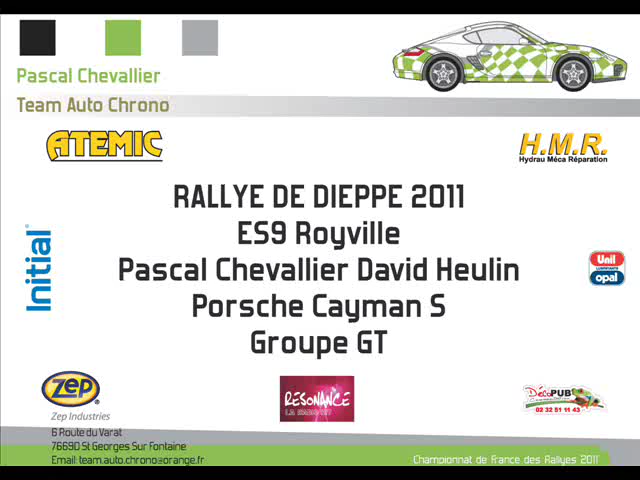 Pascal Chevallier
Team Auto Chrono
ATEMIC
H.M.R.
Hydrau Méca Réparation
RALLYE DE DIEPPE 2011
ES9 Royville
Pascal Chevallier David Heulin
Porsche Cayman S
Groupe GT
Initial
Unil
LUBRIFIANTS
opal
Zep
Zep Industries
RESONANCE
DécoPUB
02 32 51 11 43
6 Route du Varat
76690 St Georges Sur Fontaine
Email: team.auto.chrono@orange.fr
Championnat de France des Rallyes 2011